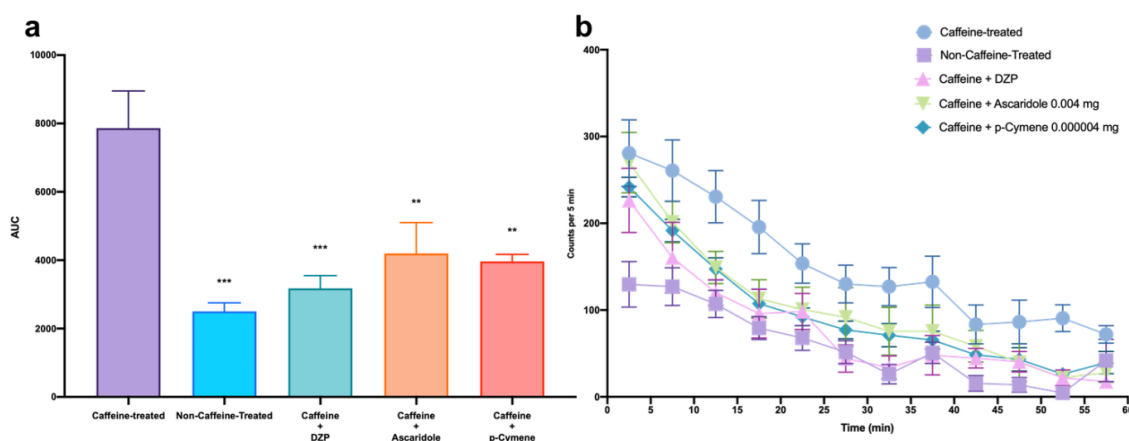 a
10000
8000
6000
4000
2000
0
AUC
***
***
**
**
Caffeine-treated
Non-Caffeine-Treated
Caffeine
+
DZP
Caffeine
+
Ascaridole
Caffeine
+
p-Cymene
b
Caffeine-treated
Non-Caffeine-Treated
Caffeine + DZP
Caffeine + Ascaridole 0.004 mg
Caffeine + p-Cymene 0.000004 mg
400
300
200
100
0
Counts per 5 min
0 5 10 15 20 25 30 35 40 45 50 55 60
Time (min)